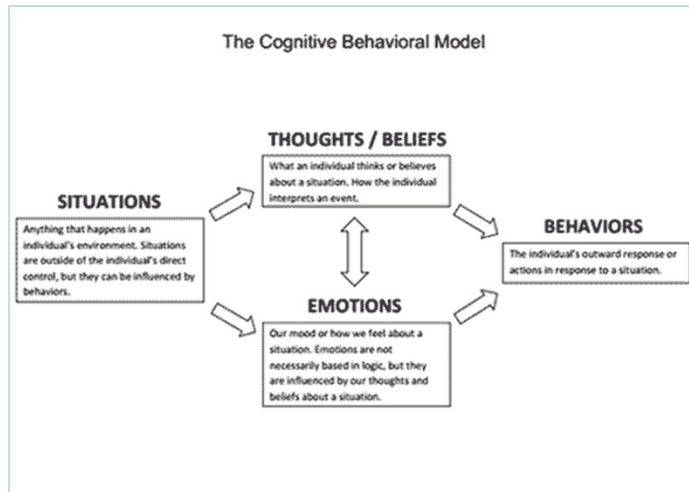 The Cognitive Behavioral Model
THOUGHTS / BELIEFS
What an individual thinks or believes
about a situation. How the individual
interprets an event.
SITUATIONS
Anything that happens in an
individual's environment. Situations
are outside of the individual's direct
control, but they can be influenced by
behaviors.
BEHAVIORS
The individual's outward response or
actions in response to a situation.
EMOTIONS
Our mood or how we feel about a
situation. Emotions are not
necessarily based in logic, but they
are influenced by our thoughts and
beliefs about a situation.